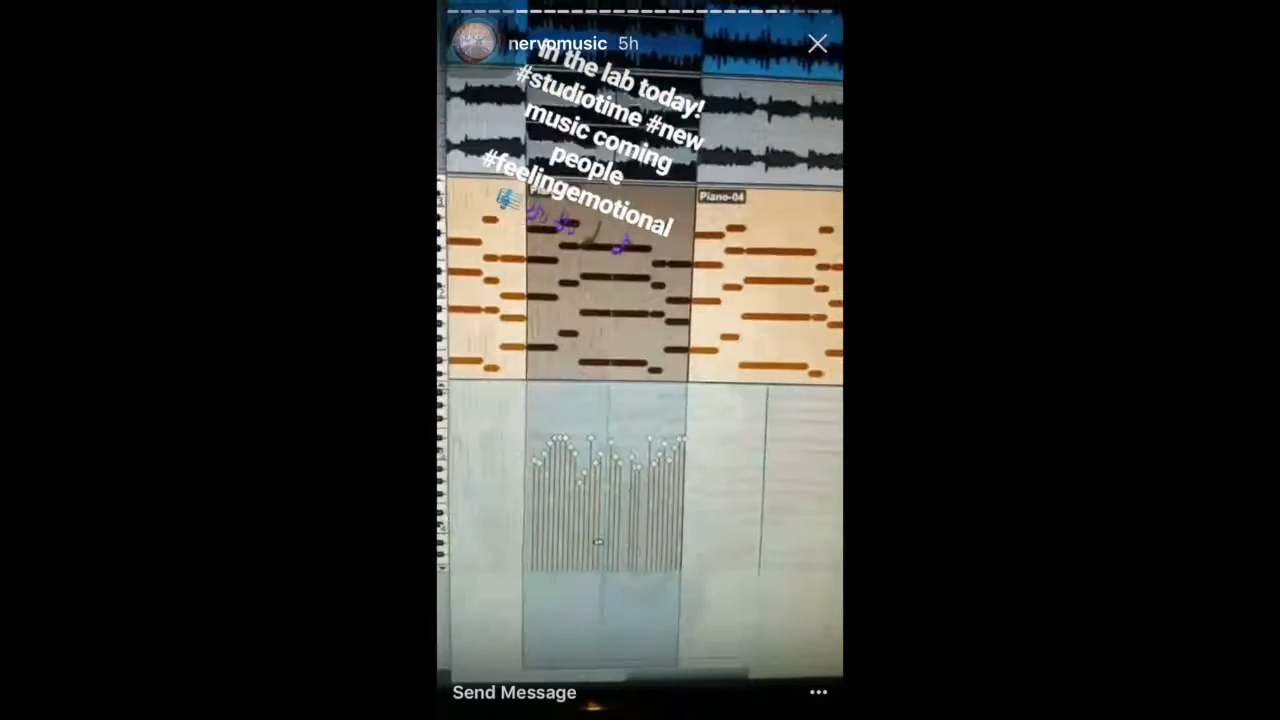 nervomusic 5h
In the lab today!
#studiotime #new
music coming
people
#feelingemotional
Piano-04
Send Message